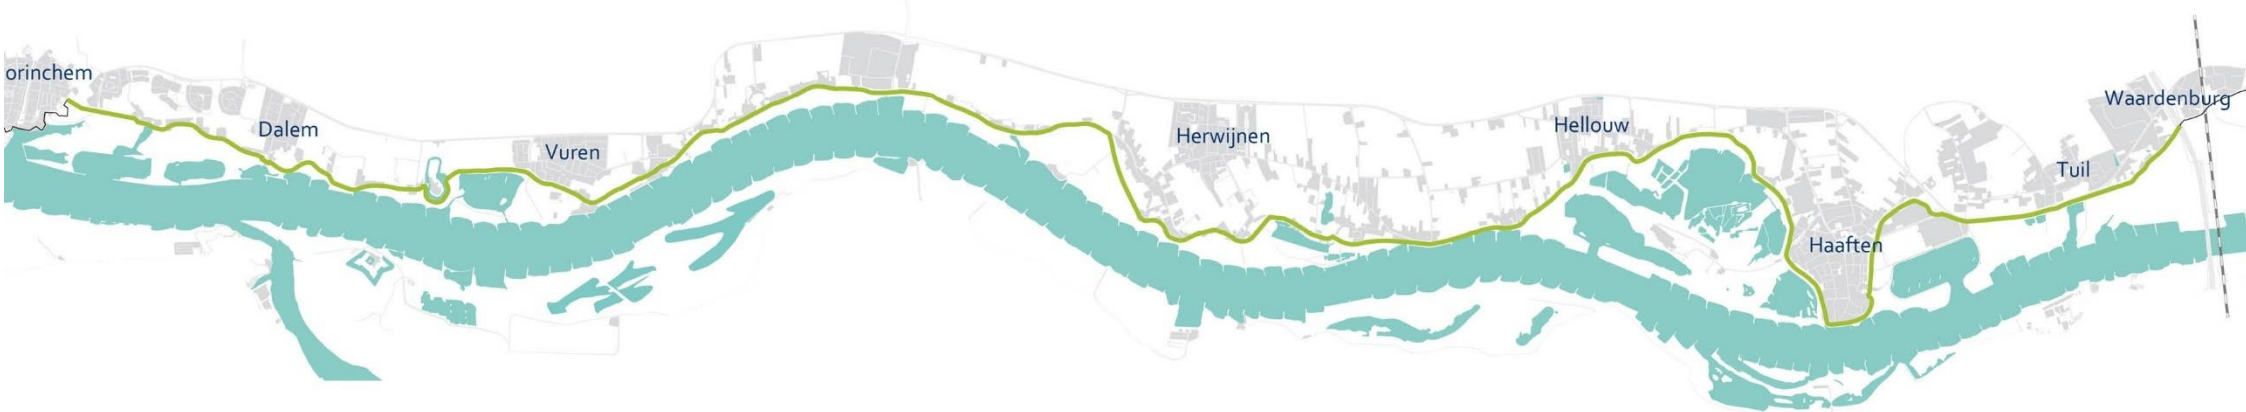 orinchem
Dalem
Vuren
Herwijnen
Hellouw
Haaften
Tuil
Waardenburg